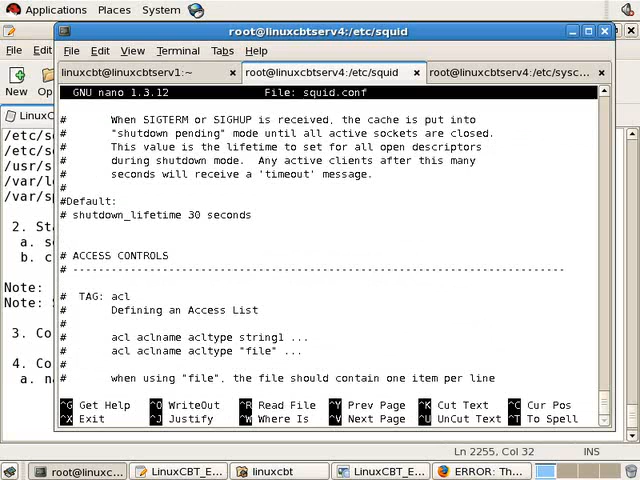 Applications Places System
root@linuxcbtserv4:/etc/squid
File Edit
File Edit View Terminal Tabs Help
linuxcbt@linuxcbtserv1:~
root@linuxcbtserv4:/etc/squid
root@linuxcbtserv4:/etc/sysc...
New Op
GNU nano 1.3.12 File: squid.conf
LinuxC
/etc/s
/etc/s
/usr/s
/var/l
/var/sp
2. Sta
a. s
b. c
Note:
Note: S
3. Co
4. Co
a. n
# When SIGTERM or SIGHUP is received, the cache is put into
# "shutdown pending" mode until all active sockets are closed.
# This value is the lifetime to set for all open descriptors
# during shutdown mode. Any active clients after this many
# seconds will receive a 'timeout' message.
#
#Default:
# shutdown_lifetime 30 seconds
# ACCESS CONTROLS
# -----------------------------------------------------------------------------
# TAG: acl
# Defining an Access List
#
# acl aclname acltype string1 ...
# acl aclname acltype "file" ...
#
# when using "file", the file should contain one item per line
^G Get Help ^O WriteOut ^R Read File ^Y Prev Page ^K Cut Text ^C Cur Pos
^X Exit ^J Justify ^W Where Is ^V Next Page ^U UnCut Text ^T To Spell
Ln 2255, Col 32 INS
root@linuxc... LinuxCBT_E... linuxcbt LinuxCBT_E... ERROR: Th...